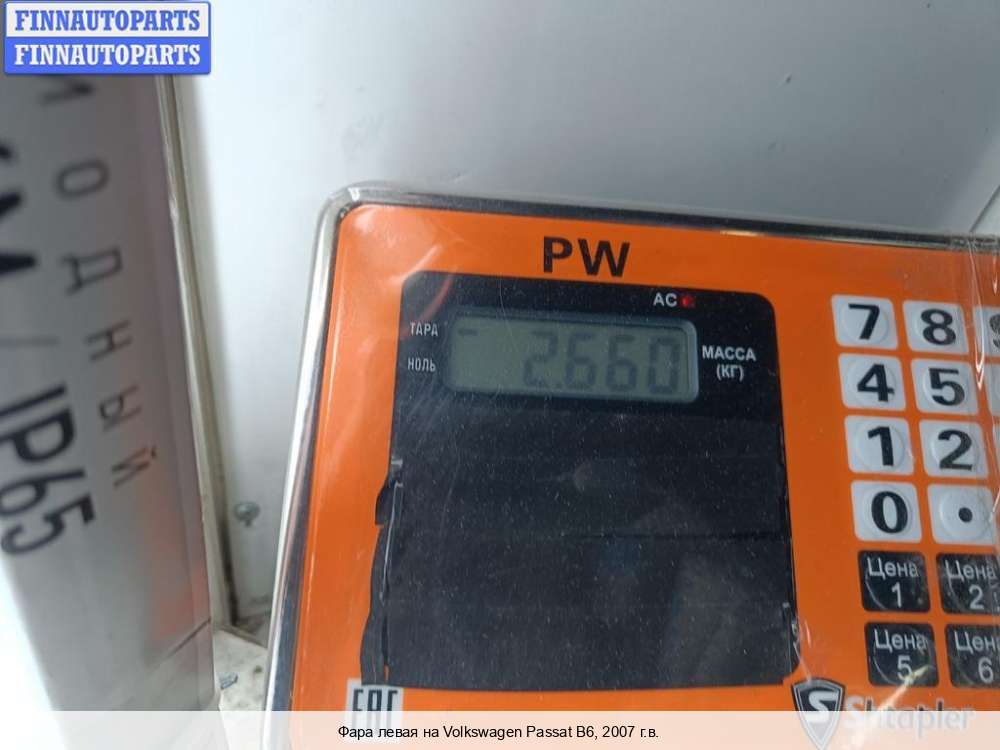 FINNAUTOPARTS
FINNAUTOPARTS
ОДНЫЙ
/IP65
PW
AC
ТАРА
НОЛЬ
2.660
МАССА
(КГ)
7 8
4 5
1 2
0 .
Цена 1
Цена 2
Цена 5
Цена 6
EAC
S Shtapler
Фара левая на Volkswagen Passat B6, 2007 г.в.